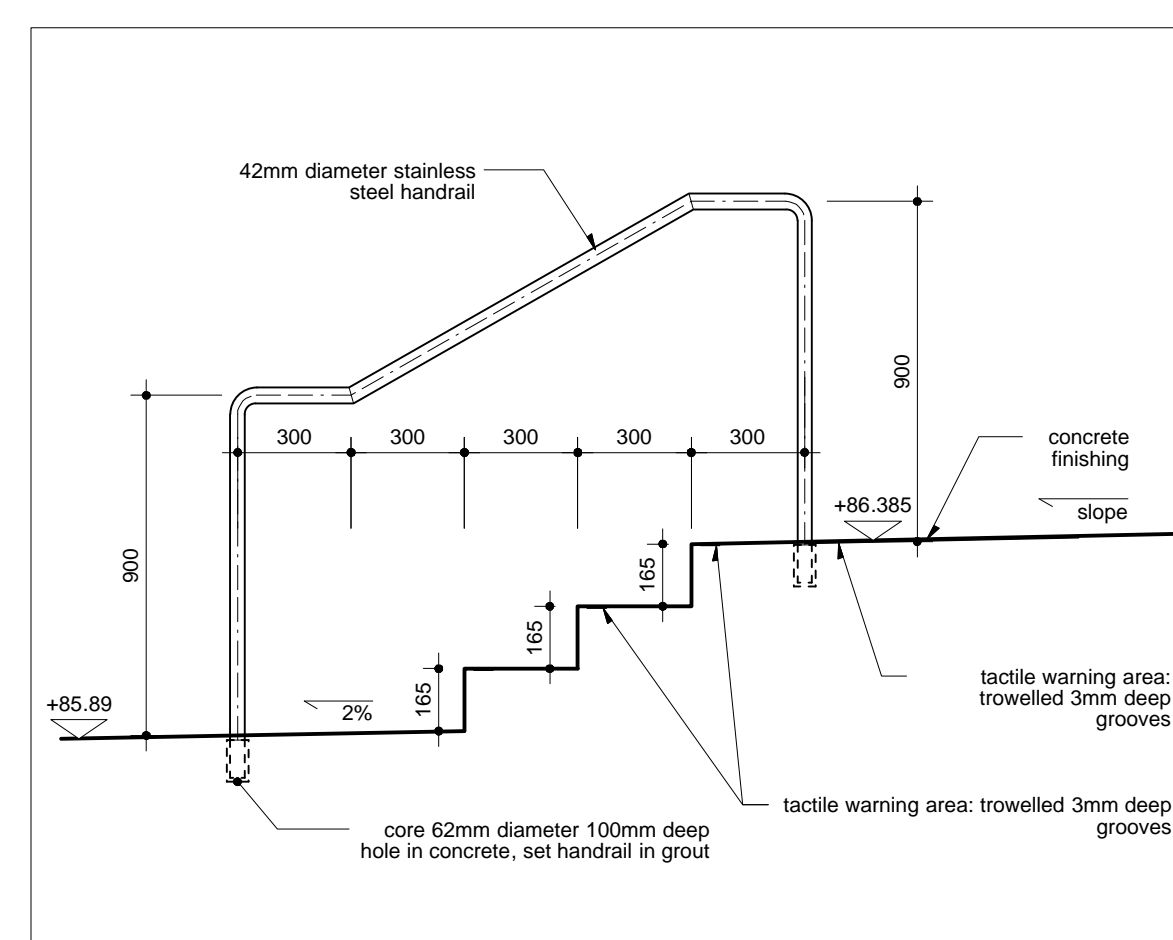 42mm diameter stainless
steel handrail
900
300 300 300 300 300
concrete
finishing
+86.385
slope
900
165
165
165
+85.89
2%
tactile warning area:
trowelled 3mm deep
grooves
tactile warning area: trowelled 3mm deep
grooves
core 62mm diameter 100mm deep
hole in concrete, set handrail in grout